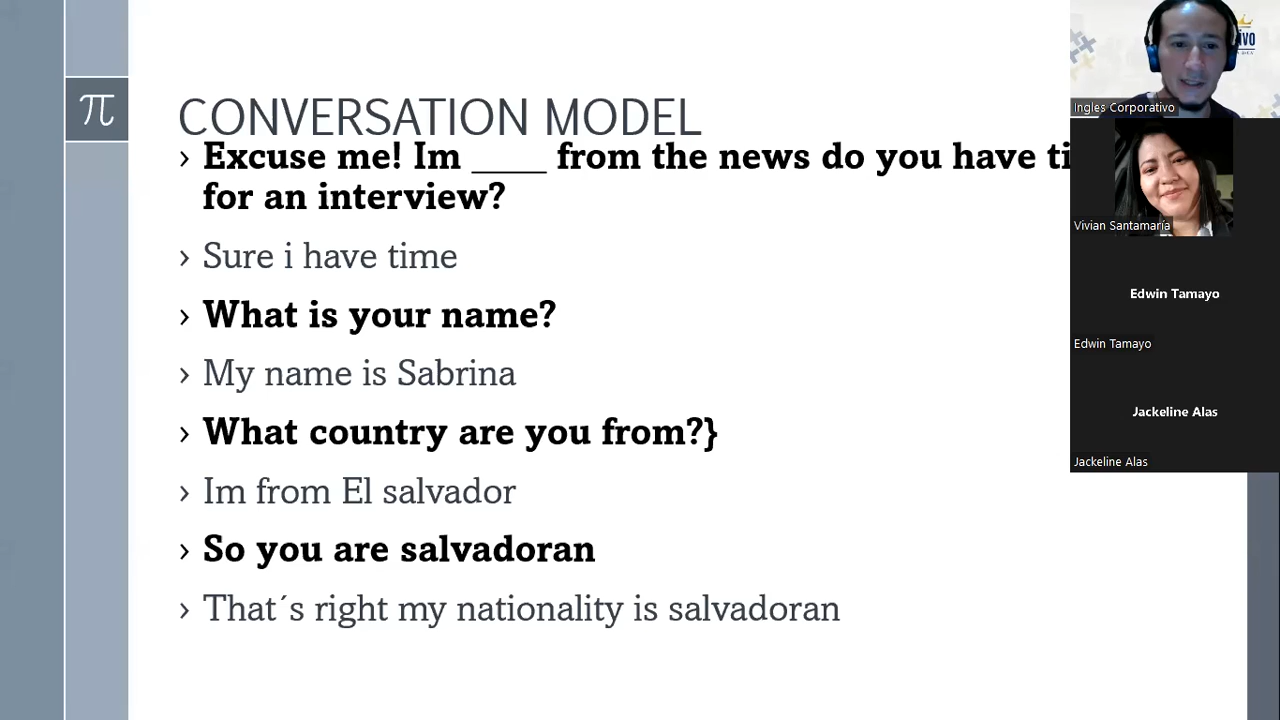 π
CONVERSATION MODEL
› Excuse me! Im ____ from the news do you have
for an interview?
› Sure i have time
› What is your name?
› My name is Sabrina
› What country are you from?}
› Im from El salvador
› So you are salvadoran
› That´s right my nationality is salvadoran
Ingles Corporativo
Vivian Santamaría
Edwin Tamayo
Edwin Tamayo
Jackeline Alas
Jackeline Alas